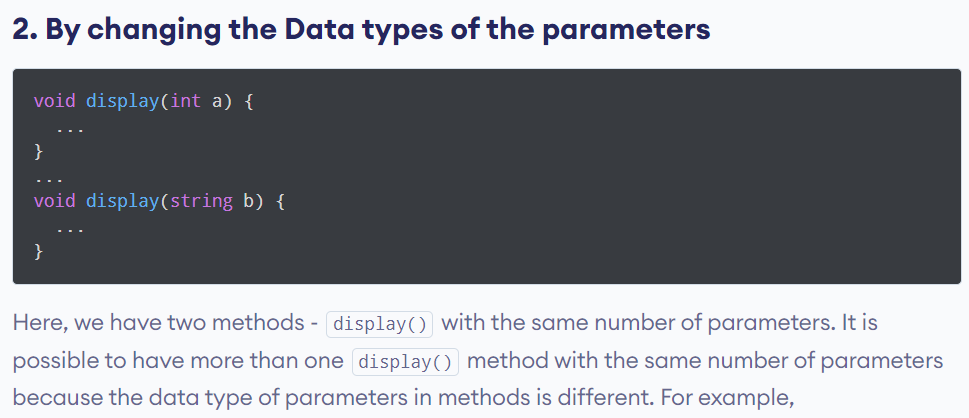 2. By changing the Data types of the parameters
void display(int a) {
  ...
}
...
void display(string b) {
  ...
}
Here, we have two methods - display() with the same number of parameters. It is
possible to have more than one display() method with the same number of parameters
because the data type of parameters in methods is different. For example,